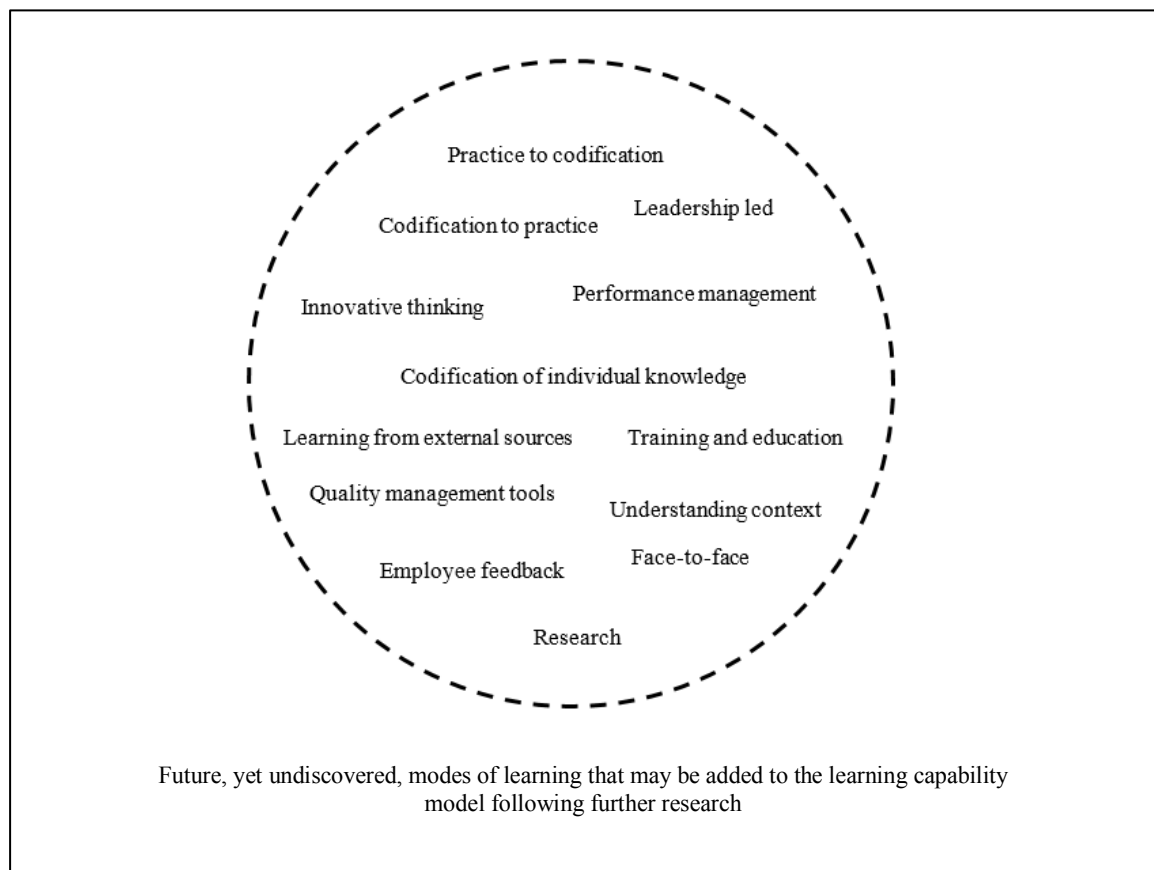 Practice to codification
Leadership led
Codification to practice
Performance management
Innovative thinking
Codification of individual knowledge
Learning from external sources
Training and education
Quality management tools
Understanding context
Face-to-face
Employee feedback
Research
Future, yet undiscovered, modes of learning that may be added to the learning capability
model following further research